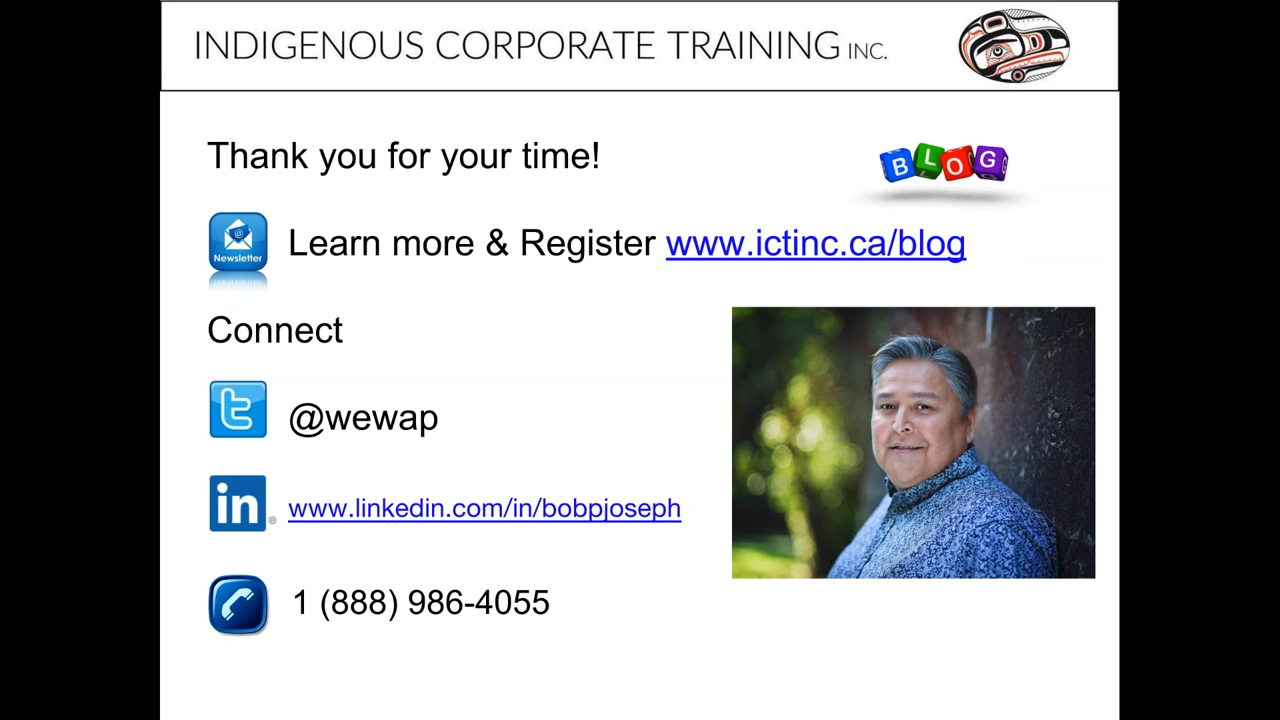 INDIGENOUS CORPORATE TRAINING INC.
Thank you for your time!
BLOG
Newsletter
Learn more & Register www.ictinc.ca/blog
Connect
@wewap
in®
www.linkedin.com/in/bobpjoseph
1 (888) 986-4055